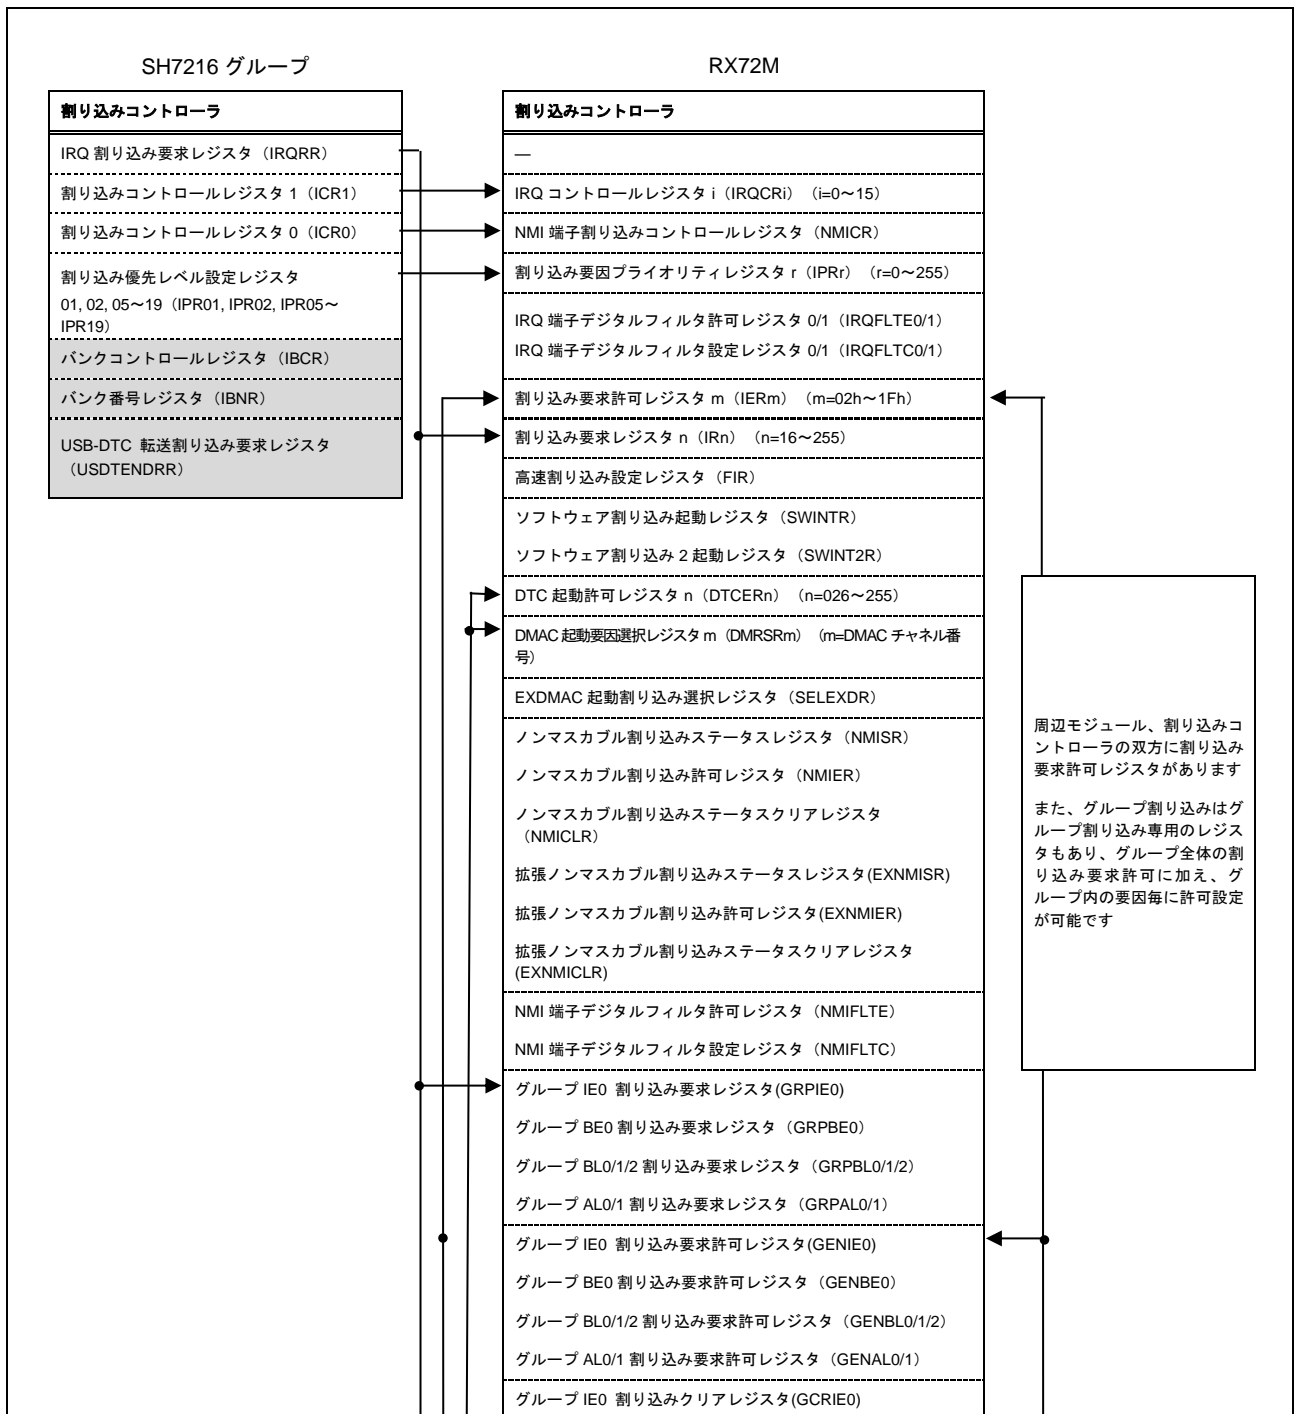 SH7216 グループ
割り込みコントローラ
IRQ 割り込み要求レジスタ（IRQRR）
割り込みコントロールレジスタ 1（ICR1）
割り込みコントロールレジスタ 0（ICR0）
割り込み優先レベル設定レジスタ
01, 02, 05～19（IPR01, IPR02, IPR05～
IPR19）
バンクコントロールレジスタ（IBCR）
バンク番号レジスタ（IBNR）
USB-DTC 転送割り込み要求レジスタ
（USDTENDRR）
RX72M
割り込みコントローラ
―
IRQ コントロールレジスタ i（IRQCRi）（i=0～15）
NMI 端子割り込みコントロールレジスタ（NMICR）
割り込み要因プライオリティレジスタ r（IPRr）（r=0～255）
IRQ 端子デジタルフィルタ許可レジスタ 0/1（IRQFLTE0/1）
IRQ 端子デジタルフィルタ設定レジスタ 0/1（IRQFLTC0/1）
割り込み要求許可レジスタ m（IERm）（m=02h～1Fh）
割り込み要求レジスタ n（IRn）（n=16～255）
高速割り込み設定レジスタ（FIR）
ソフトウェア割り込み起動レジスタ（SWINTR）
ソフトウェア割り込み 2 起動レジスタ（SWINT2R）
DTC 起動許可レジスタ n（DTCERn）（n=026～255）
DMAC 起動要因選択レジスタ m（DMRSRm）（m=DMAC チャネル番
号）
EXDMAC 起動割り込み選択レジスタ（SELEXDR）
ノンマスカブル割り込みステータスレジスタ（NMISR）
ノンマスカブル割り込み許可レジスタ（NMIER）
ノンマスカブル割り込みステータスクリアレジスタ
（NMICLR）
拡張ノンマスカブル割り込みステータスレジスタ(EXNMISR)
拡張ノンマスカブル割り込み許可レジスタ(EXNMIER)
拡張ノンマスカブル割り込みステータスクリアレジスタ
(EXNMICLR)
NMI 端子デジタルフィルタ許可レジスタ（NMIFLTE）
NMI 端子デジタルフィルタ設定レジスタ（NMIFLTC）
グループ IE0 割り込み要求レジスタ(GRPIE0)
グループ BE0 割り込み要求レジスタ（GRPBE0）
グループ BL0/1/2 割り込み要求レジスタ（GRPBL0/1/2）
グループ AL0/1 割り込み要求レジスタ（GRPAL0/1）
グループ IE0 割り込み要求許可レジスタ(GENIE0)
グループ BE0 割り込み要求許可レジスタ（GENBE0）
グループ BL0/1/2 割り込み要求許可レジスタ（GENBL0/1/2）
グループ AL0/1 割り込み要求許可レジスタ（GENAL0/1）
グループ IE0 割り込みクリアレジスタ(GCRIE0)
周辺モジュール、割り込みコ
ントローラの双方に割り込み
要求許可レジスタがあります
また、グループ割り込みはグ
ループ割り込み専用のレジス
タもあり、グループ全体の割
り込み要求許可に加え、グ
ループ内の要因毎に許可設定
が可能です